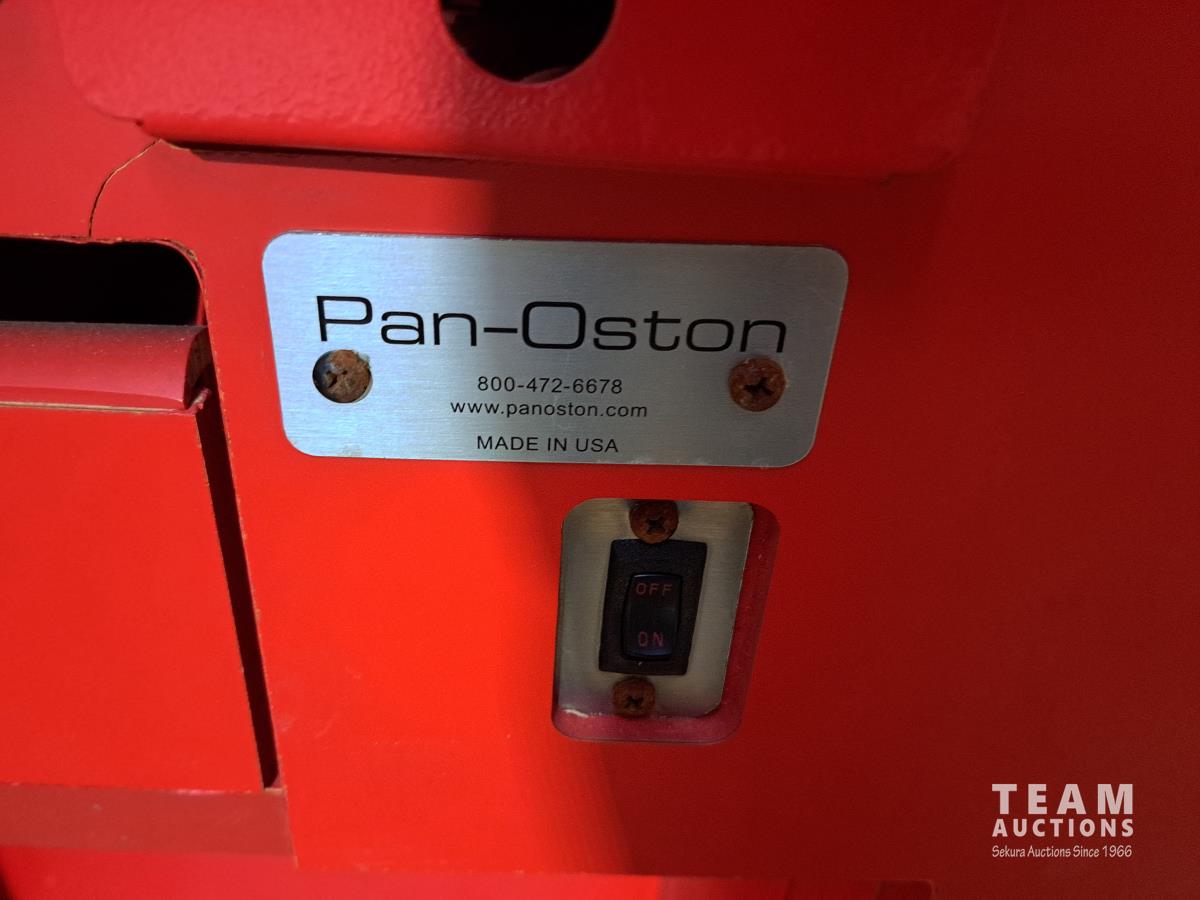 Pan-Oston
800-472-6678
www.panoston.com
MADE IN USA
OFF
ON
TEAM
AUCTIONS
Sekura Auctions Since 1966